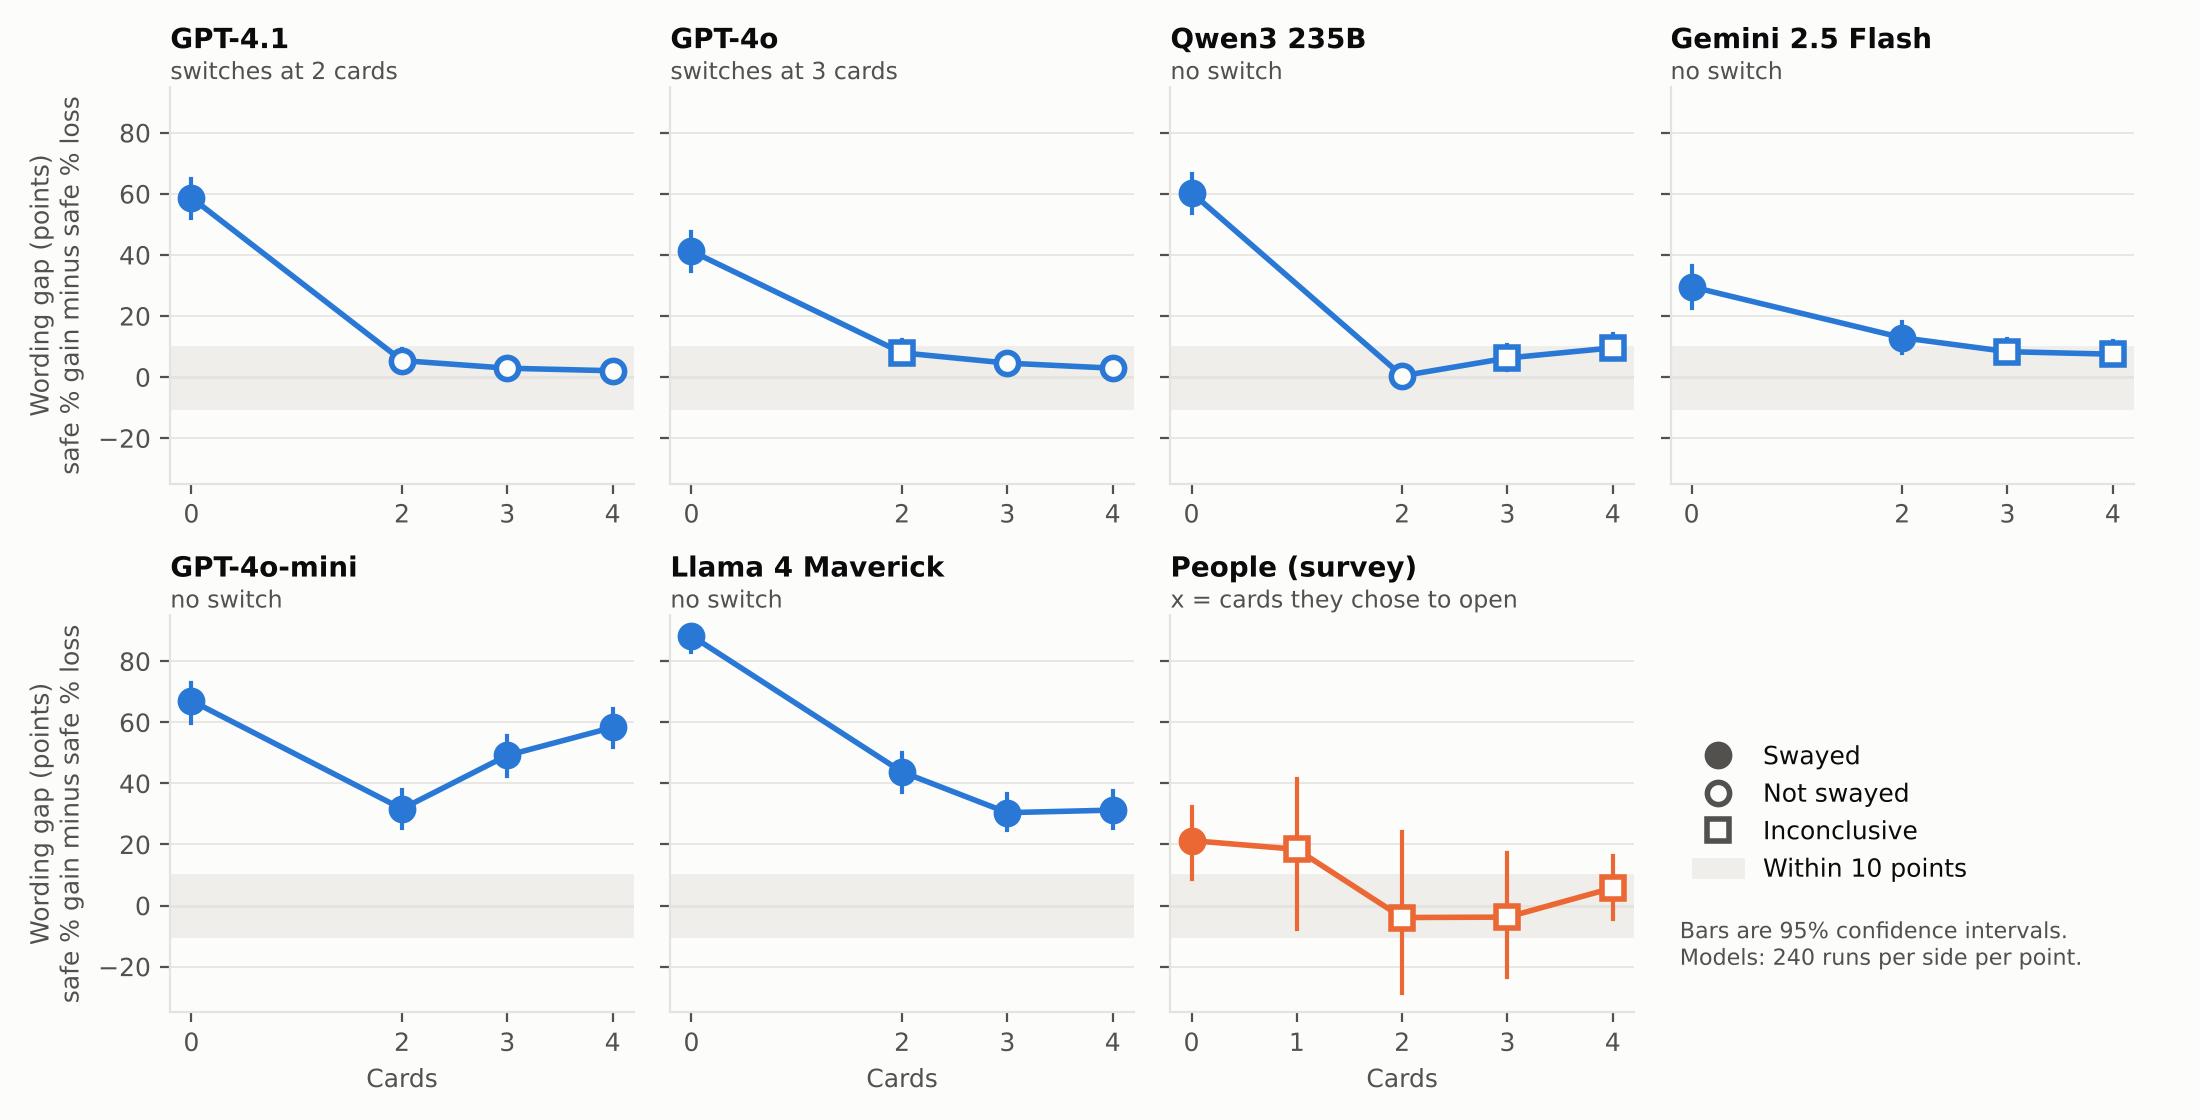 GPT-4.1
switches at 2 cards
GPT-4o
switches at 3 cards
Qwen3 235B
no switch
Gemini 2.5 Flash
no switch
Wording gap (points)
safe % gain minus safe % loss
80
60
40
20
0
−20
0 2 3 4
0 2 3 4
0 2 3 4
0 2 3 4
GPT-4o-mini
no switch
Llama 4 Maverick
no switch
People (survey)
x = cards they chose to open
Wording gap (points)
safe % gain minus safe % loss
80
60
40
20
0
−20
0 2 3 4
Cards
0 2 3 4
Cards
0 1 2 3 4
Cards
Swayed
Not swayed
Inconclusive
Within 10 points
Bars are 95% confidence intervals.
Models: 240 runs per side per point.